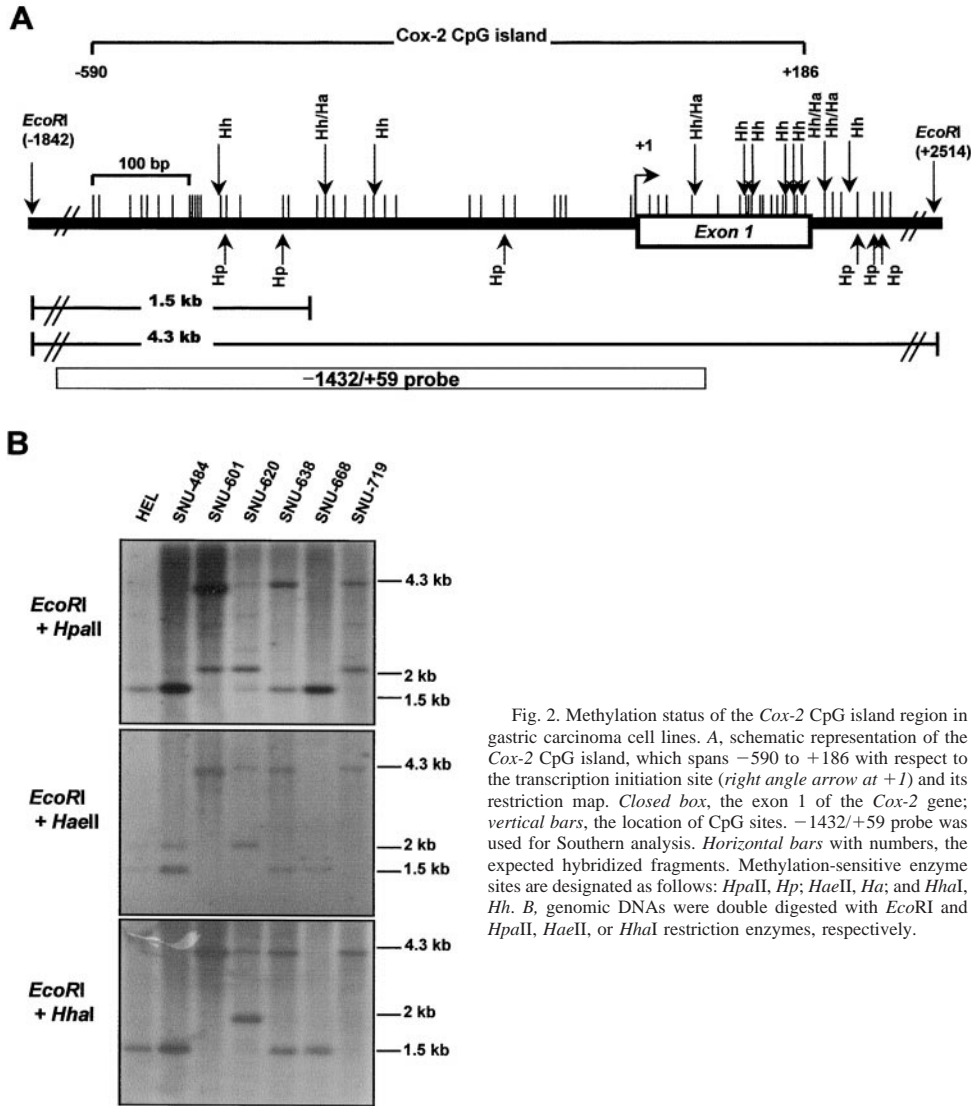 A
Cox-2 CpG island
-590
+186
EcoRI
(-1842)
Hh
Hh/Ha
Hh
Hh/Ha
Hh
Hh
Hh
Hh
Hh/Ha
Hh/Ha
Hh
EcoRI
(+2514)
+1
100 bp
Exon 1
Hp
Hp
Hp
Hp
Hp
Hp
1.5 kb
4.3 kb
−1432/+59 probe
B
HEL
SNU-484
SNU-601
SNU-620
SNU-638
SNU-668
SNU-719
EcoRI
+ HpaII
4.3 kb
2 kb
1.5 kb
EcoRI
+ HaeII
4.3 kb
2 kb
1.5 kb
EcoRI
+ HhaI
4.3 kb
2 kb
1.5 kb
Fig. 2. Methylation status of the Cox-2 CpG island region in
gastric carcinoma cell lines. A, schematic representation of the
Cox-2 CpG island, which spans −590 to +186 with respect to
the transcription initiation site (right angle arrow at +1) and its
restriction map. Closed box, the exon 1 of the Cox-2 gene;
vertical bars, the location of CpG sites. −1432/+59 probe was
used for Southern analysis. Horizontal bars with numbers, the
expected hybridized fragments. Methylation-sensitive enzyme
sites are designated as follows: HpaII, Hp; HaeII, Ha; and HhaI,
Hh. B, genomic DNAs were double digested with EcoRI and
HpaII, HaeII, or HhaI restriction enzymes, respectively.